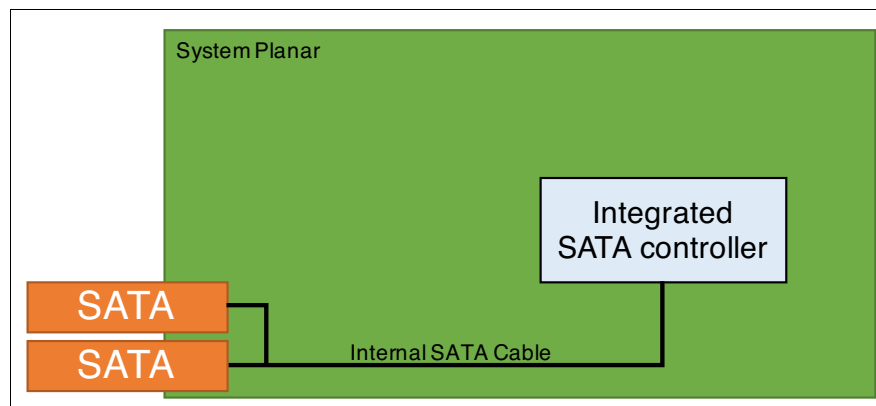 System Planar
Integrated
SATA controller
SATA
SATA
Internal SATA Cable